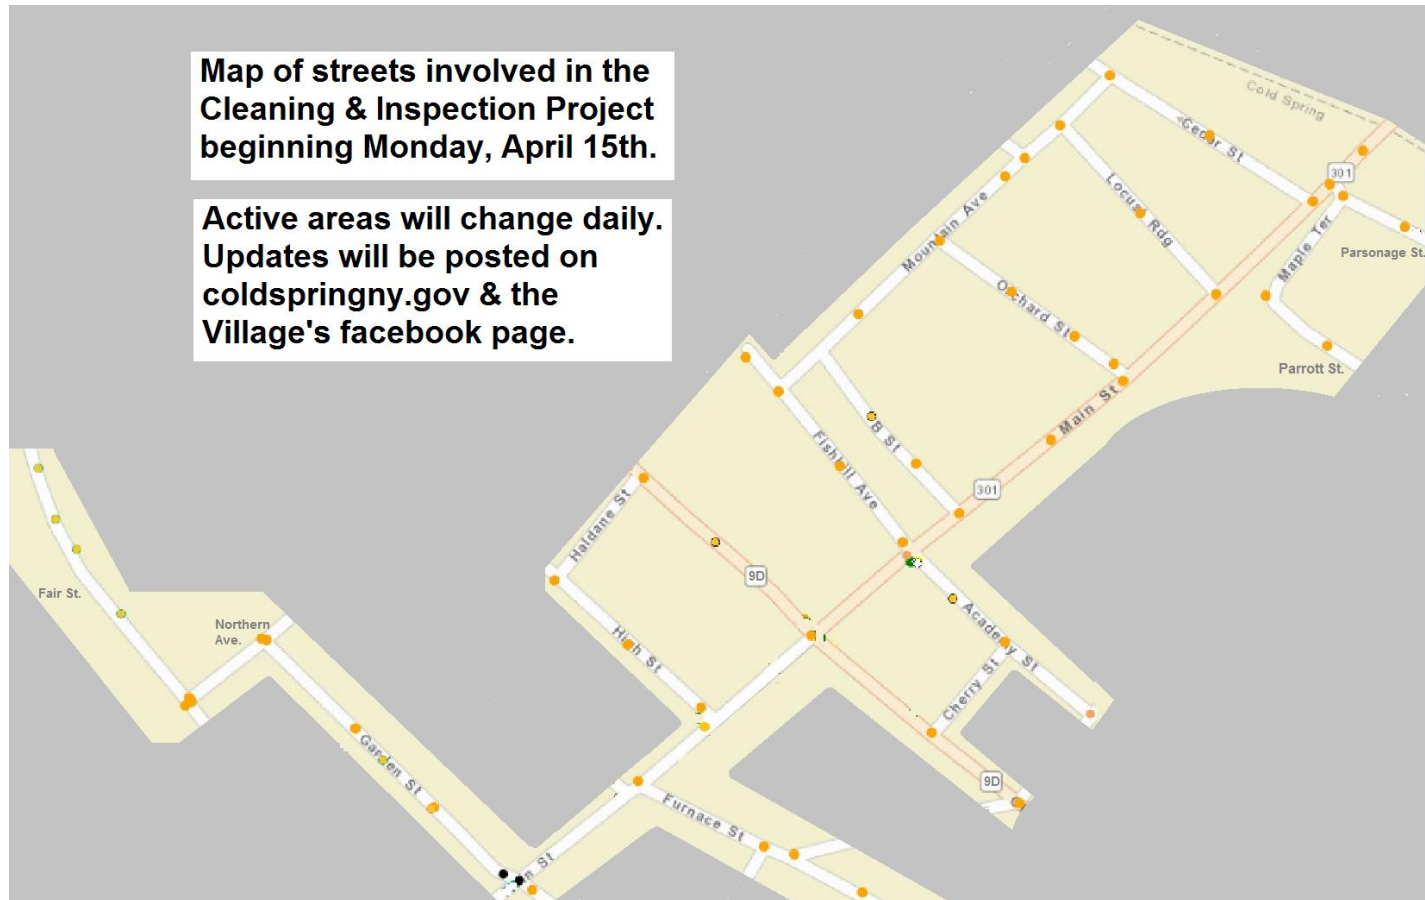 Map of streets involved in the
Cleaning & Inspection Project
beginning Monday, April 15th.
Active areas will change daily.
Updates will be posted on
coldspringny.gov & the
Village's facebook page.
Cold Spring
Cedar St
301
Locust Rdg
Mountain Ave
Maple Ter
Parsonage St.
Orchard St
Parrott St.
Main St
B St
Fishkill Ave
301
Haldane St
9D
Fair St.
Northern
Ave.
High St
Academy St
Cherry St
Garden St
9D
Furnace St
St